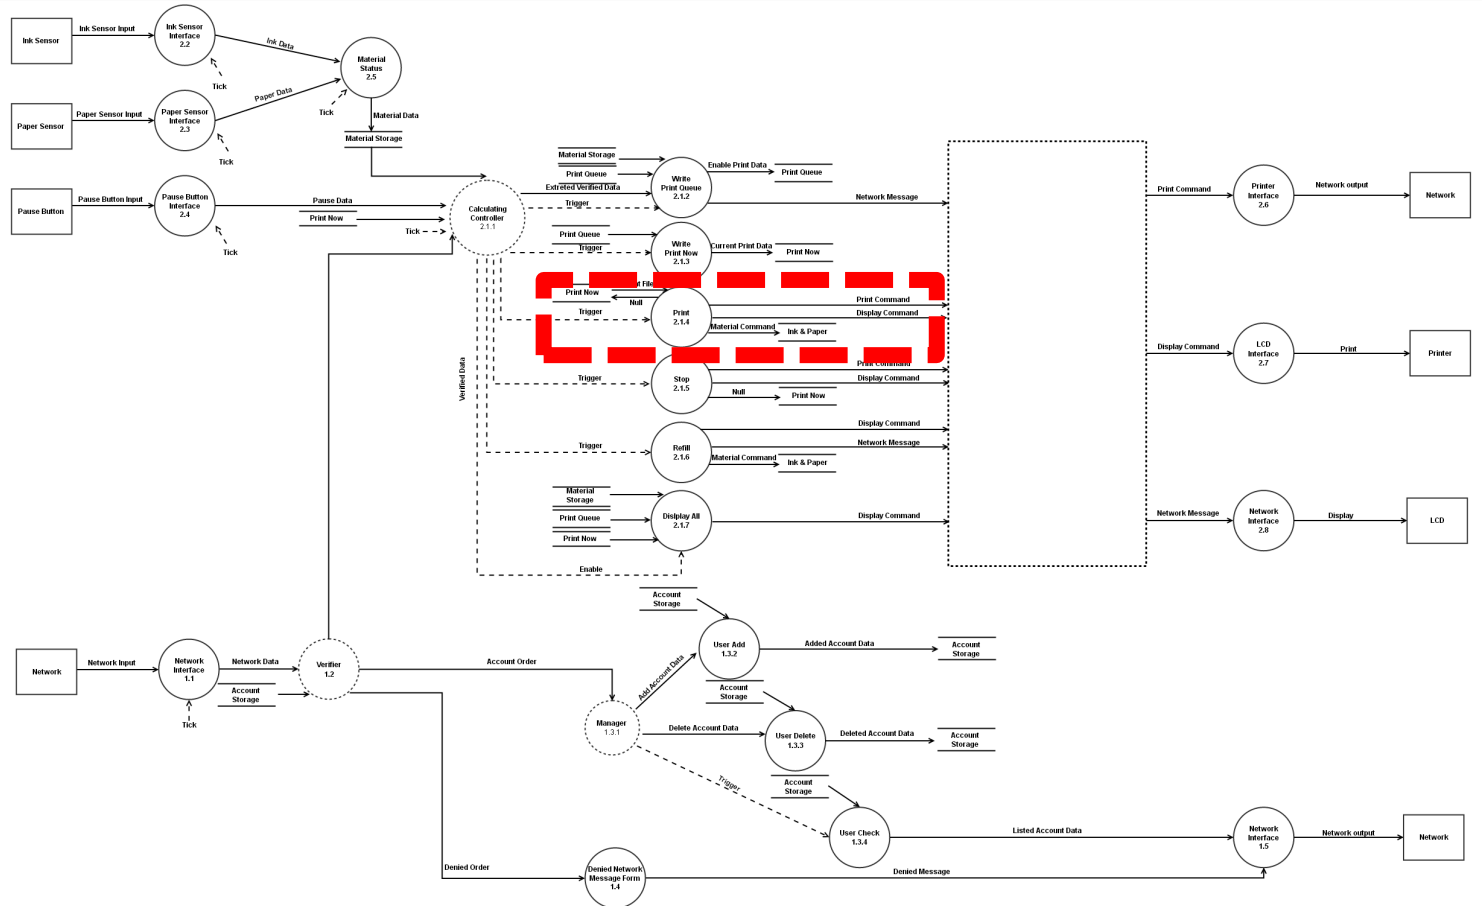 Ink Sensor
Ink Sensor Input
Ink Sensor
Interface
2.2
Ink Data
Tick
Material
Status
2.5
Paper Sensor
Paper Sensor Input
Paper Sensor
Interface
2.3
Paper Data
Tick
Tick
Material Data
Material Storage
Pause Button
Pause Button Input
Pause Button
Interface
2.4
Tick
Pause Data
Print Now
Tick
Calculating
Controller
2.1.1
Material Storage
Print Queue
Extreted Verified Data
Trigger
Write
Print Queue
2.1.2
Enable Print Data
Print Queue
Network Message
Print Queue
Trigger
Write
Print Now
2.1.3
Current Print Data
Print Now
Print Now
Null
Trigger
Print
2.1.4
Print Command
Display Command
Material Command
Ink & Paper
Trigger
Stop
2.1.5
Print Command
Display Command
Null
Print Now
Verified Data
Trigger
Refill
2.1.6
Display Command
Network Message
Material Command
Ink & Paper
Material
Storage
Print Queue
Print Now
Dislplay All
2.1.7
Display Command
Enable
Print Command
Printer
Interface
2.6
Network output
Network
Display Command
LCD
Interface
2.7
Print
Printer
Network Message
Network
Interface
2.8
Display
LCD
Network
Network Input
Network
Interface
1.1
Tick
Network Data
Account
Storage
Verifier
1.2
Account Order
Manager
1.3.1
Add Account Data
Account
Storage
User Add
1.3.2
Added Account Data
Account
Storage
Delete Account Data
Account
Storage
User Delete
1.3.3
Deleted Account Data
Account
Storage
Trigger
Account
Storage
User Check
1.3.4
Listed Account Data
Denied Order
Denied Network
Message Form
1.4
Denied Message
Network
Interface
1.5
Network output
Network